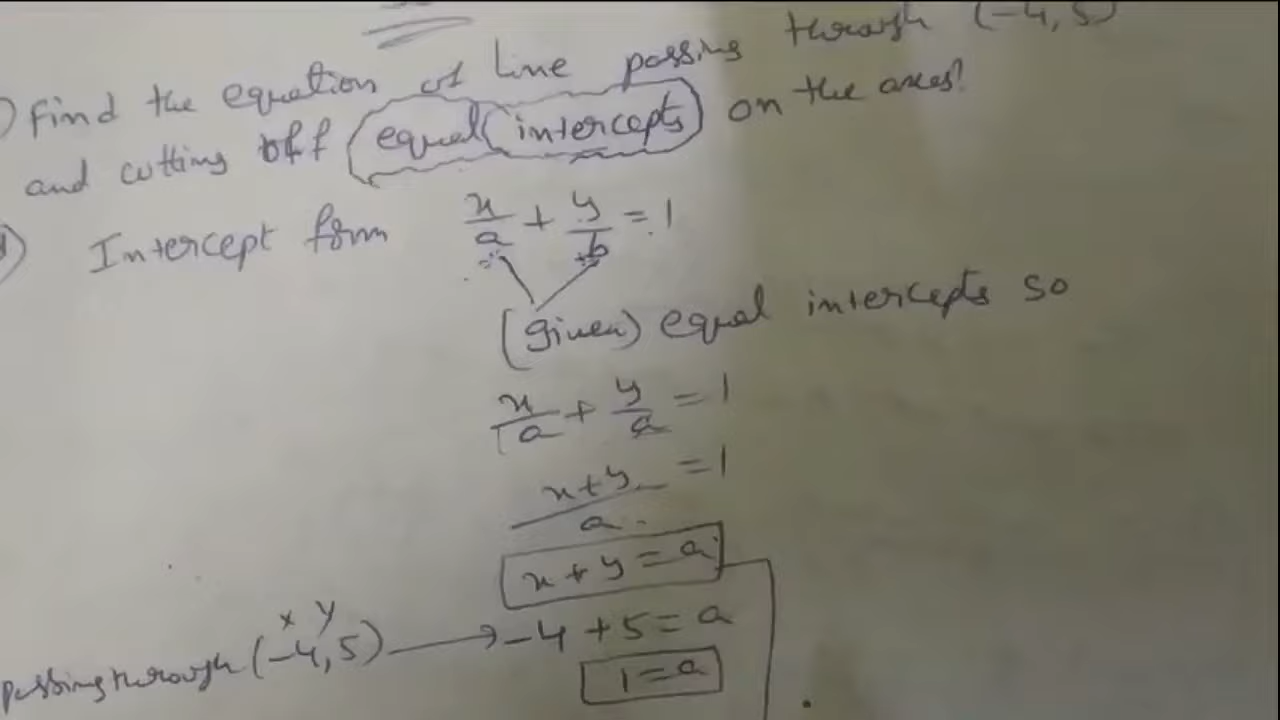 ) Find the equation of line passing through (-4, 5)
and cutting off equal intercepts on the axes?
) Intercept form x/a + y/b = 1
(given) equal intercepts so
x/a + y/a = 1
x+y/a = 1
x + y = a
x y
passing through (-4, 5) → -4 + 5 = a
1 = a